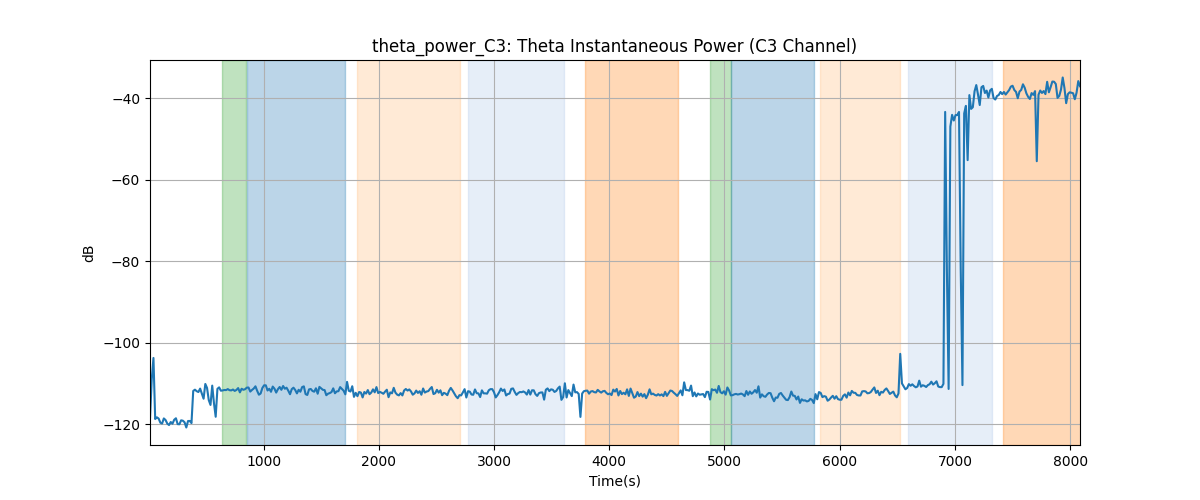 theta_power_C3: Theta Instantaneous Power (C3 Channel)
dB
−40
−60
−80
−100
−120
1000 2000 3000 4000 5000 6000 7000 8000
Time(s)